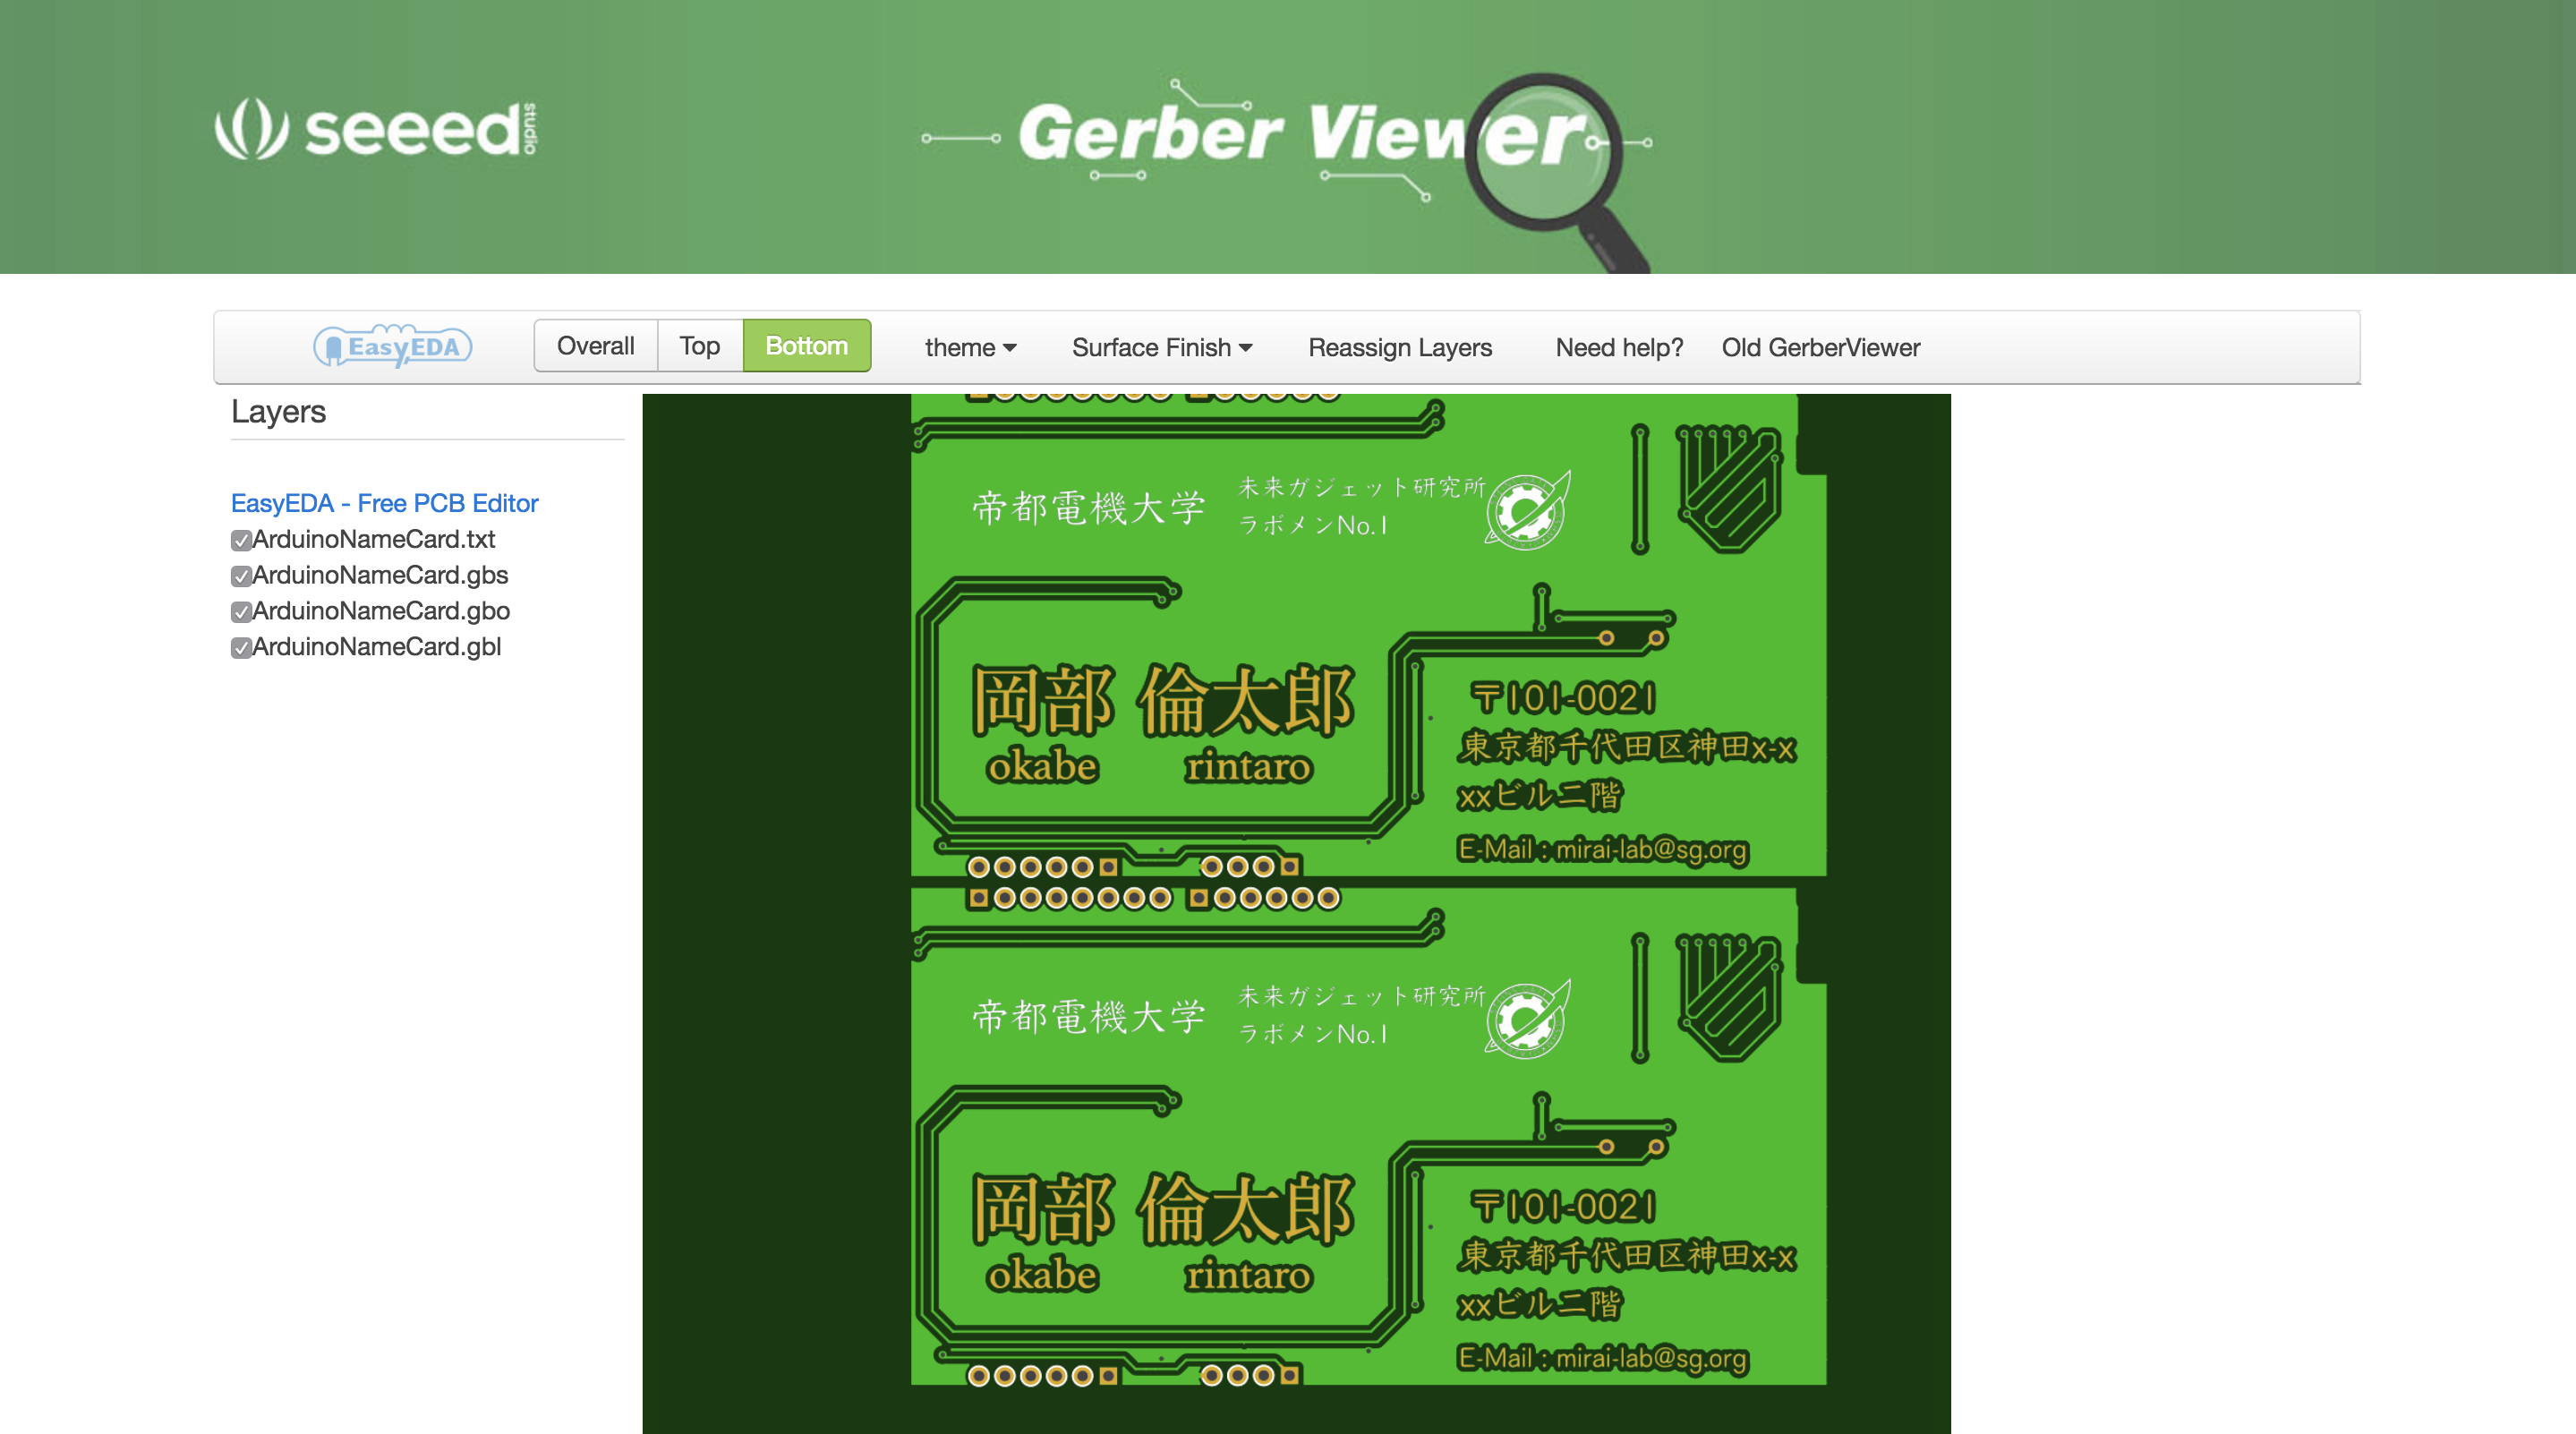 seeed studio
Gerber Viewer
EasyEDA
Overall
Top
Bottom
theme
Surface Finish
Reassign Layers
Need help?
Old GerberViewer
Layers
EasyEDA - Free PCB Editor
ArduinoNameCard.txt
ArduinoNameCard.gbs
ArduinoNameCard.gbo
ArduinoNameCard.gbl
帝都電機大学
未来ガジェット研究所
ラボメンNo.1
岡部 倫太郎
okabe rintaro
〒101-0021
東京都千代田区神田x-x
xxビル二階
E-Mail : mirai-lab@sg.org
帝都電機大学
未来ガジェット研究所
ラボメンNo.1
岡部 倫太郎
okabe rintaro
〒101-0021
東京都千代田区神田x-x
xxビル二階
E-Mail : mirai-lab@sg.org